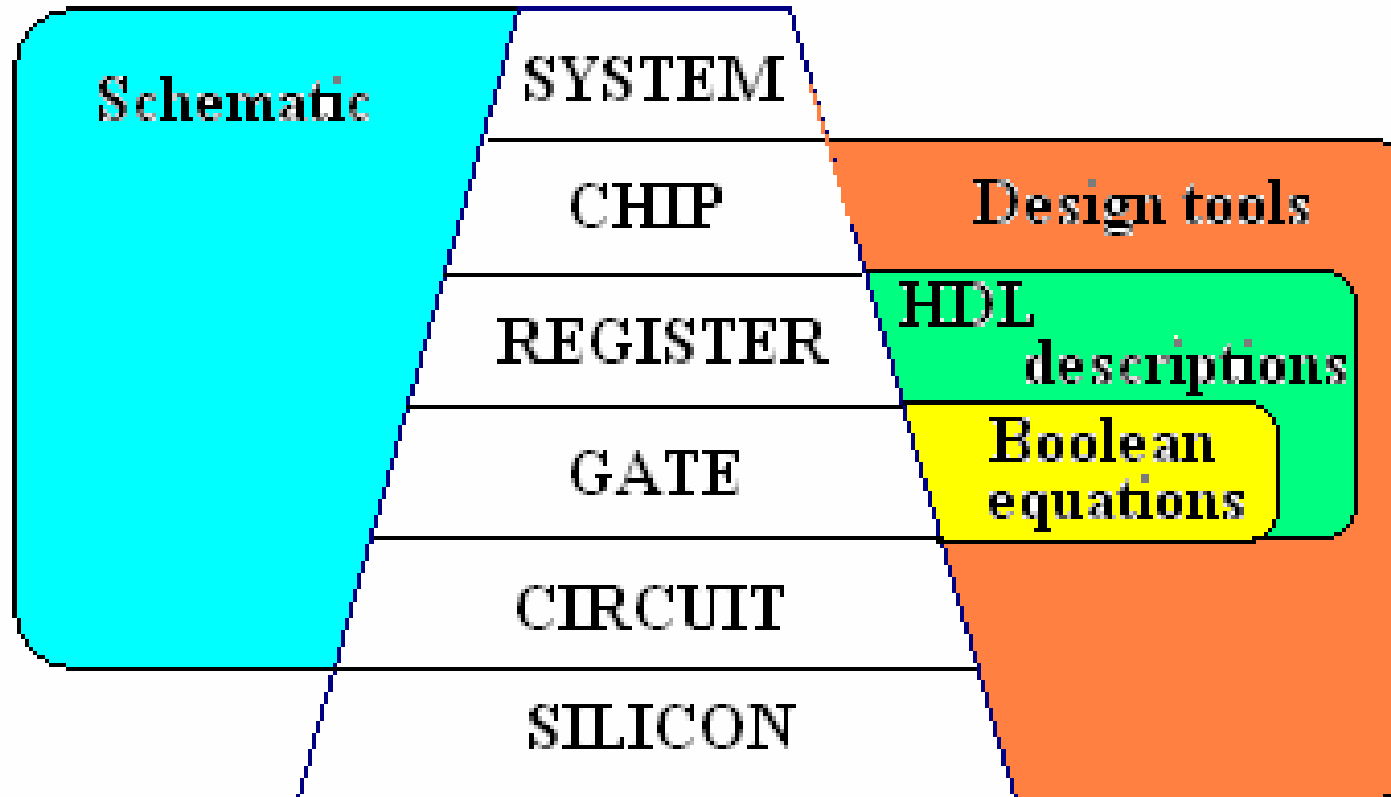 Schematic
SYSTEM
CHIP
Design tools
REGISTER
HDL
descriptions
GATE
Boolean
equations
CIRCUIT
SILICON